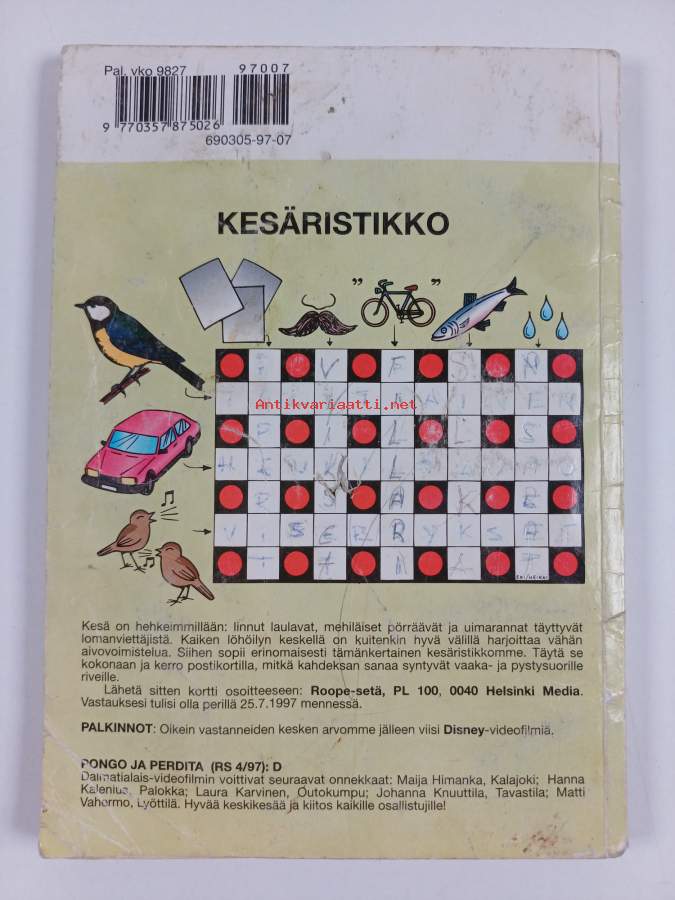 Pal. vko 9827
97007
9 770357 875026
690305-97-07
KESÄRISTIKKO
” ”
Antikvariaatti.net
V I S E R R Y K S E T
Kesä on hehkeimmillään: linnut laulavat, mehiläiset pörräävät ja uimarannat täyttyvät
lomanviettäjistä. Kaiken löhöilyn keskellä on kuitenkin hyvä välillä harjoittaa vähän
aivovoimistelua. Siihen sopii erinomaisesti tämänkertainen kesäristikkomme. Täytä se
kokonaan ja kerro postikortilla, mitkä kahdeksan sanaa syntyvät vaaka- ja pystysuorille
riveille.
Lähetä sitten kortti osoitteeseen: Roope-setä, PL 100, 0040 Helsinki Media.
Vastauksesi tulisi olla perillä 25.7.1997 mennessä.
PALKINNOT: Oikein vastanneiden kesken arvomme jälleen viisi Disney-videofilmiä.
PONGO JA PERDITA (RS 4/97): D
Dalmatialais-videofilmin voittivat seuraavat onnekkaat: Maija Himanka, Kalajoki; Hanna
Kalenius, Palokka; Laura Karvinen, Outokumpu; Johanna Knuuttila, Tavastila; Matti
Vahermo, Lyöttilä. Hyvää keskikesää ja kiitos kaikille osallistujille!